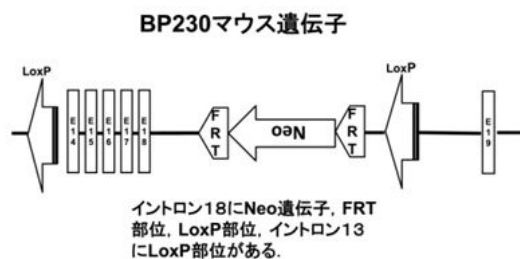 BP230マウス遺伝子
LoxP
LoxP
E14
E15
E16
E17
E18
FRT
Neo
FRT
E19
イントロン18にNeo遺伝子, FRT
部位, LoxP部位, イントロン13
にLoxP部位がある.